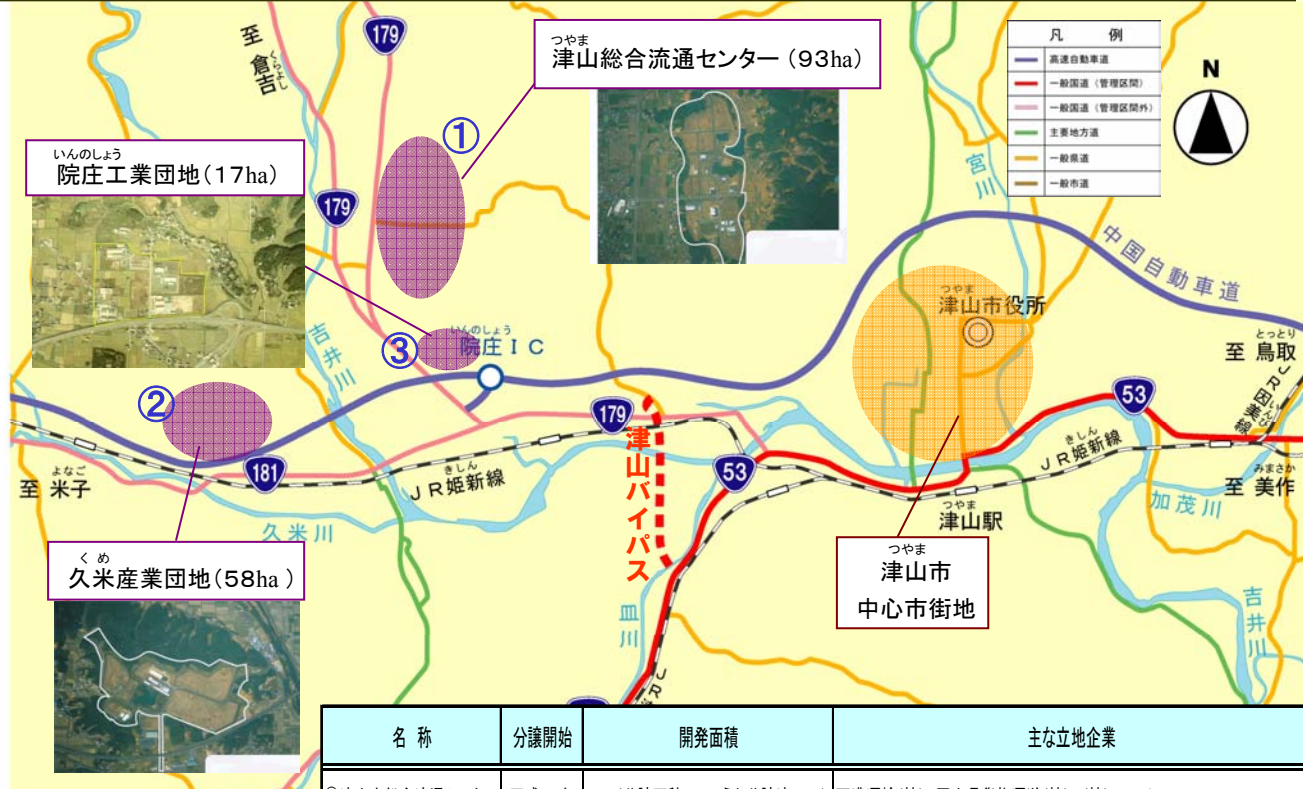 至 倉吉
くらよし
179
つやま
津山総合流通センター (93ha)
凡 例
高速自動車道
一般国道 (管理区間)
一般国道 (管理区間外)
主要地方道
一般県道
一般市道
N
①
いんのしょう
院庄工業団地(17ha)
179
宮川
中国自動車道
つやま
津山市役所
吉井川
いんのしょう
③
院庄IC
とっとり
至 鳥取
JR因美線
いんび
②
179
53
津山バイパス
よなご
至 米子
181
きしん
JR姫新線
53
きしん
JR姫新線
みまさか
至 美作
久米川
つやま
津山駅
加茂川
くめ
久米産業団地(58ha)
つやま
津山市
中心市街地
皿川
吉井川
名 称 分譲開始 開発面積 主な立地企業